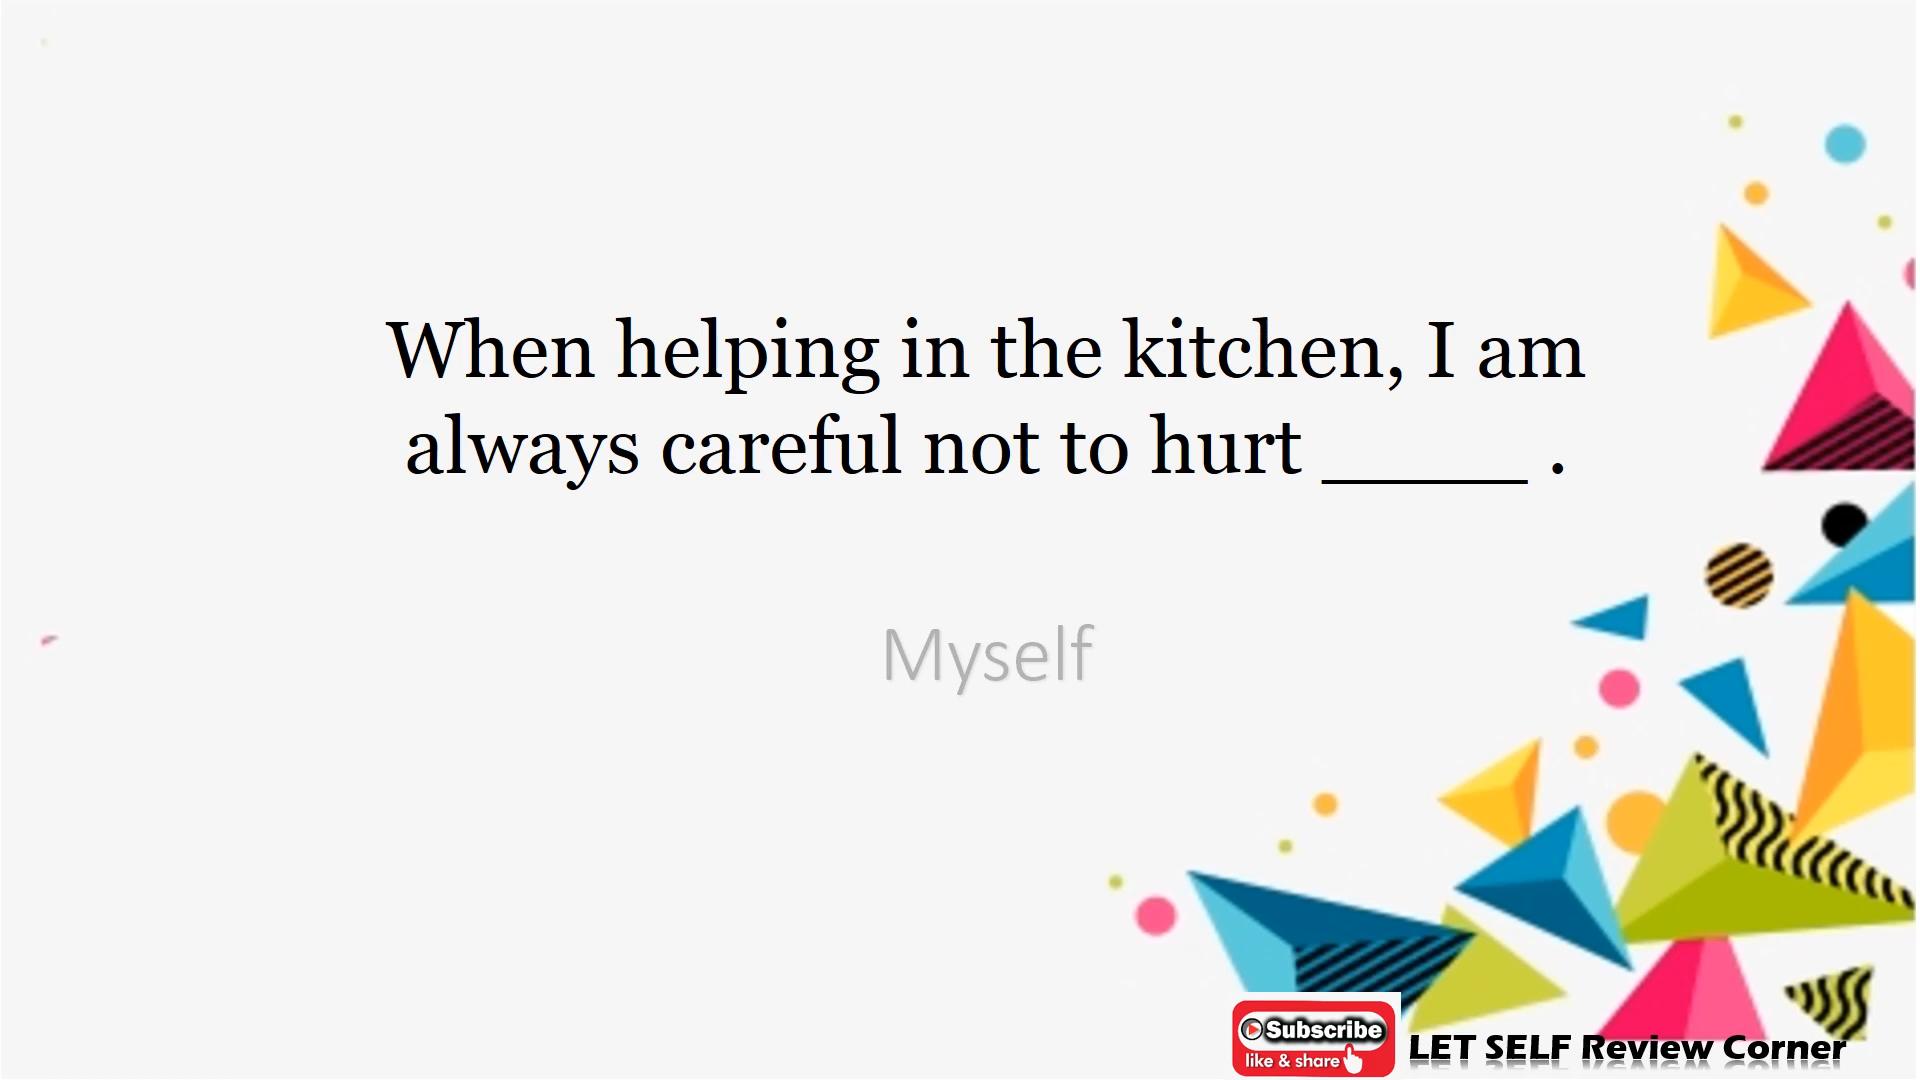 When helping in the kitchen, I am
always careful not to hurt _____ .
Myself
Subscribe
like & share
LET SELF Review Corner